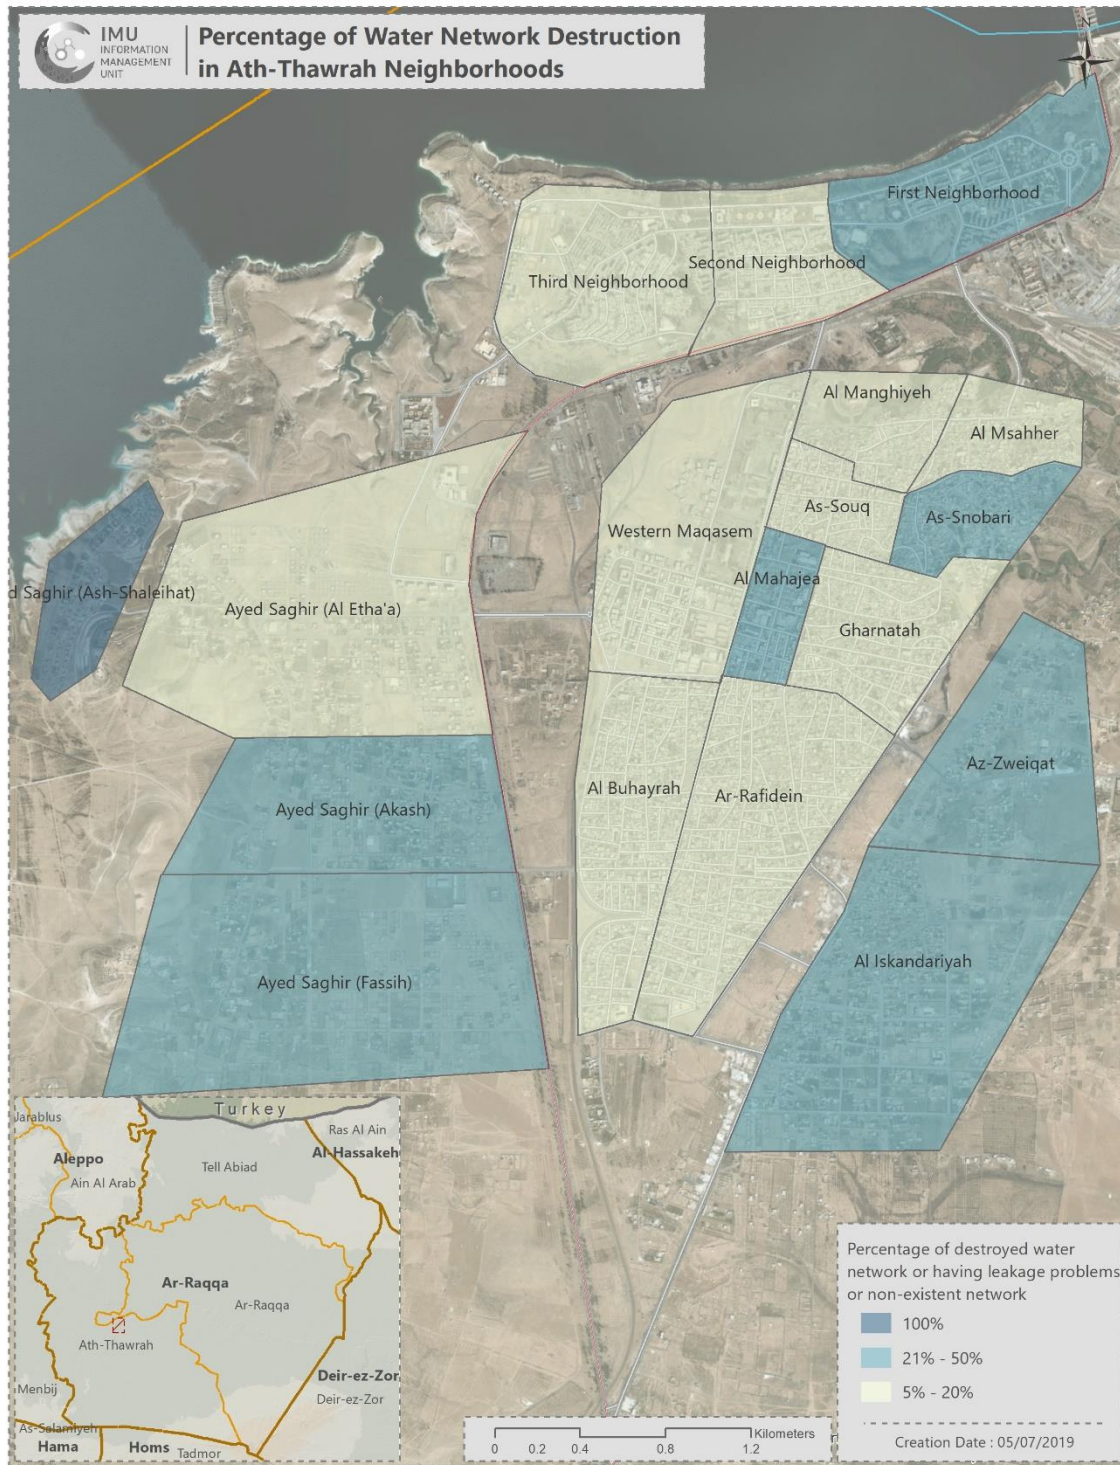 IMU
INFORMATION
MANAGEMENT
UNIT
Percentage of Water Network Destruction
in Ath-Thawrah Neighborhoods
N
First Neighborhood
Second Neighborhood
Third Neighborhood
Al Manghiyeh
Al Msahher
As-Souq
As-Snobari
Western Maqasem
Al Mahajea
d Saghir (Ash-Shaleihat)
Ayed Saghir (Al Etha'a)
Gharnatah
Az-Zweiqat
Al Buhayrah
Ar-Rafidein
Ayed Saghir (Akash)
Al Iskandariyah
Ayed Saghir (Fassih)
Turkey
Jarablus
Ras Al Ain
Aleppo
Al-Hassakeh
Tell Abiad
Ain Al Arab
Ar-Raqqa
Ar-Raqqa
Ath-Thawrah
Deir-ez-Zor
Menbij
Deir-ez-Zor
As-Salamiyeh
Hama
Homs
Tadmor
Kilometers
0 0.2 0.4 0.8 1.2
Percentage of destroyed water
network or having leakage problems
or non-existent network
100%
21% - 50%
5% - 20%
Creation Date : 05/07/2019